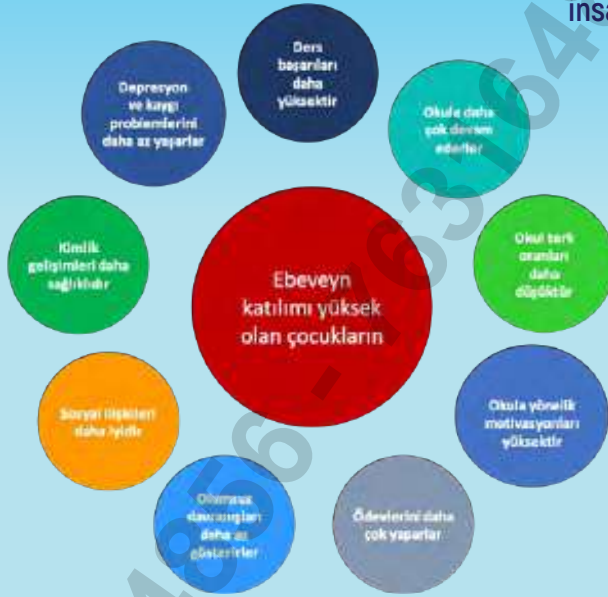 Ebeveyn
katılımı yüksek
olan çocukların
Ders
başarıları
daha
yüksektir
Okula daha
çok devam
ederler
Okul terk
oranları
daha
düşüktür
Okula yönelik
motivasyonları
yüksektir
Ödevlerini daha
çok yaparlar
Olumsuz
davranışları
daha az
gösterirler
Sosyal ilişkileri
daha iyidir
Kimlik
gelişimleri daha
sağlıklıdır
Depresyon
ve kaygı
problemlerini
daha az yaşarlar